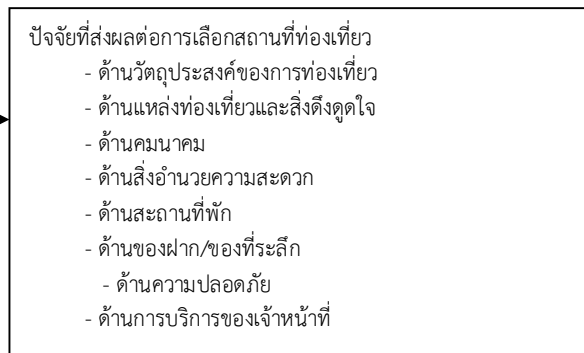 ปัจจัยที่ส่งผลต่อการเลือกสถานที่ท่องเที่ยว
- ด้านวัตถุประสงค์ของการท่องเที่ยว
- ด้านแหล่งท่องเที่ยวและสิ่งดึงดูดใจ
- ด้านคมนาคม
- ด้านสิ่งอำนวยความสะดวก
- ด้านสะถานที่พัก
- ด้านของฝาก/ของที่ระลึก
- ด้านความปลอดภัย
- ด้านการบริการของเจ้าหน้าที่